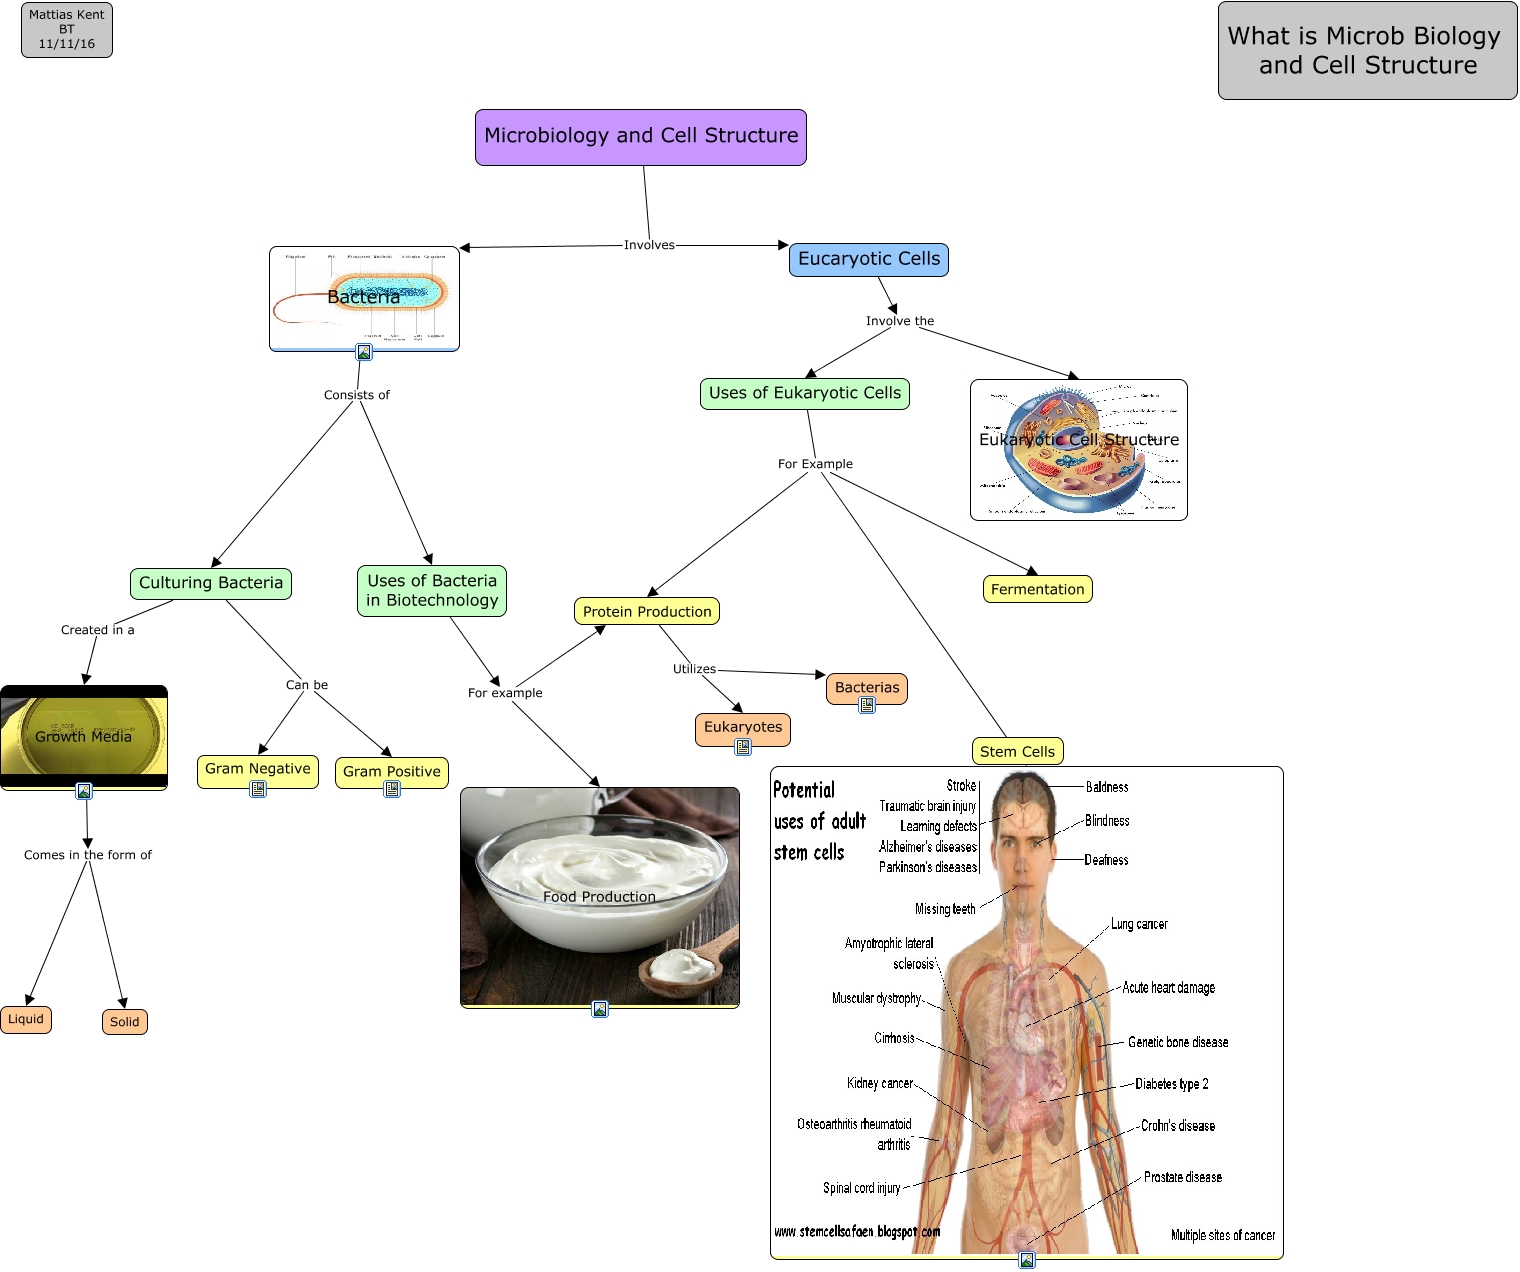 Mattias Kent
BT
11/11/16
What is Microb Biology
and Cell Structure
Microbiology and Cell Structure
Involves
Bacteria
Eucaryotic Cells
Involve the
Consists of
Uses of Eukaryotic Cells
Eukaryotic Cell Structure
For Example
Culturing Bacteria
Uses of Bacteria
in Biotechnology
Protein Production
Fermentation
Created in a
Can be
For example
Utilizes
Bacterias
Eukaryotes
Growth Media
Gram Negative
Gram Positive
Stem Cells
Comes in the form of
Liquid
Solid
Food Production
Potential
uses of adult
stem cells
Stroke
Traumatic brain injury
Learning defects
Alzheimer's diseases
Parkinson's diseases
Baldness
Blindness
Deafness
Missing teeth
Lung cancer
Amyotrophic lateral
sclerosis
Acute heart damage
Muscular dystrophy
Cirrhosis
Genetic bone disease
Kidney cancer
Diabetes type 2
Osteoarthritis rheumatoid
arthritis
Crohn's disease
Spinal cord injury
Prostate disease
www.stemcellsafaen.blogspot.com
Multiple sites of cancer